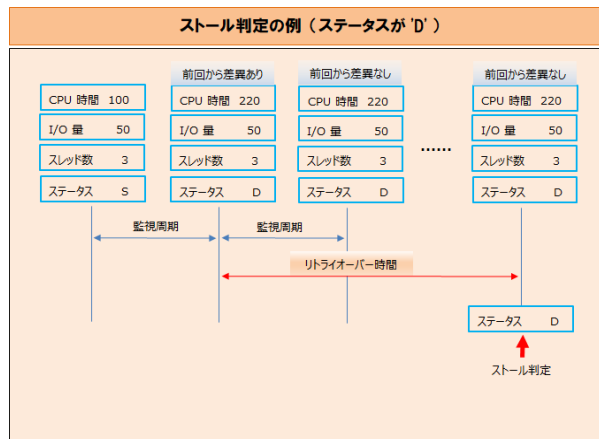 ストール判定の例（ステータスが 'D'）
前回から差異あり
前回から差異なし
前回から差異なし
CPU 時間 100
CPU 時間 220
CPU 時間 220
CPU 時間 220
I/O 量 50
I/O 量 50
I/O 量 50
I/O 量 50
スレッド数 3
スレッド数 3
スレッド数 3
スレッド数 3
......
ステータス S
ステータス D
ステータス D
ステータス D
監視周期
監視周期
リトライオーバー時間
ステータス D
ストール判定